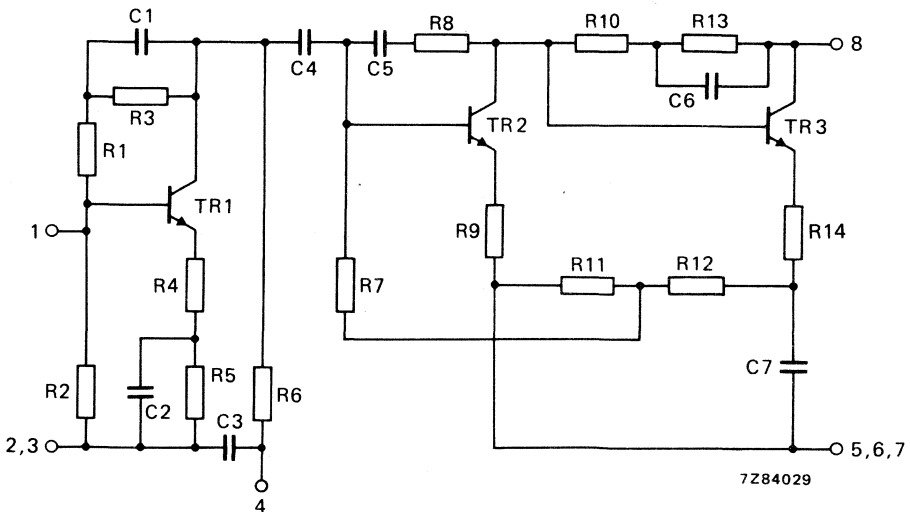 C1
R8
R10
R13
8
C4
C5
R3
C6
TR2
TR3
R1
TR1
1
R9
R14
R4
R11
R12
R7
C7
R2
C2
R5
R6
C3
2,3
5,6,7
7Z84029
4